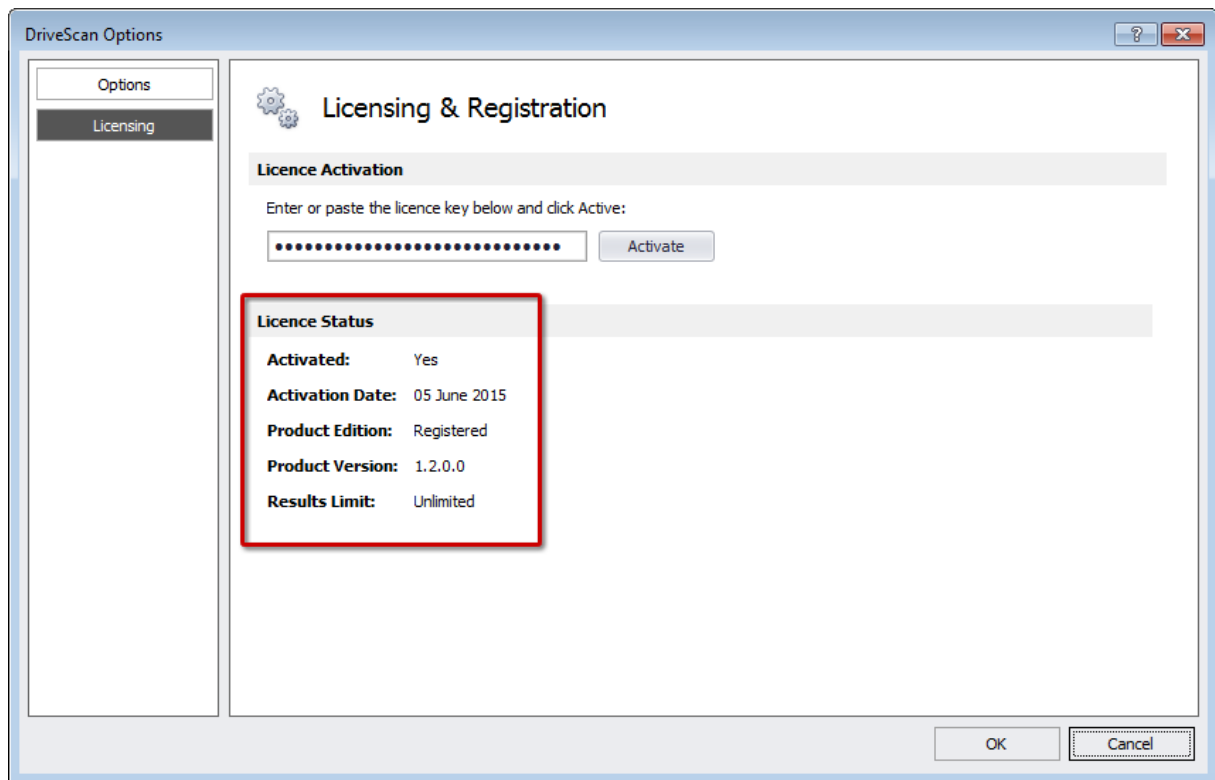 DriveScan Options
Options
Licensing
Licensing & Registration
Licence Activation
Enter or paste the licence key below and click Active:
•••••••••••••••••••••••••••••
Activate
Licence Status
Activated: Yes
Activation Date: 05 June 2015
Product Edition: Registered
Product Version: 1.2.0.0
Results Limit: Unlimited
OK Cancel